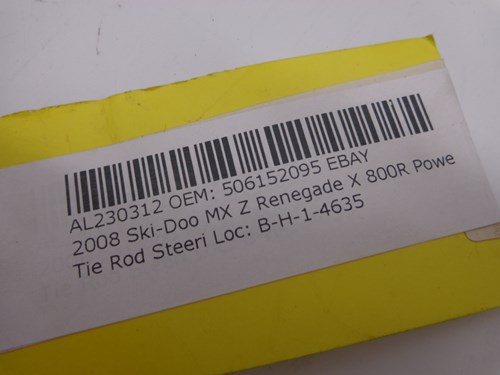 AL230312 OEM: 506152095 EBAY
2008 Ski-Doo MX Z Renegade X 800R Powe
Tie Rod Steeri Loc: B-H-1-4635